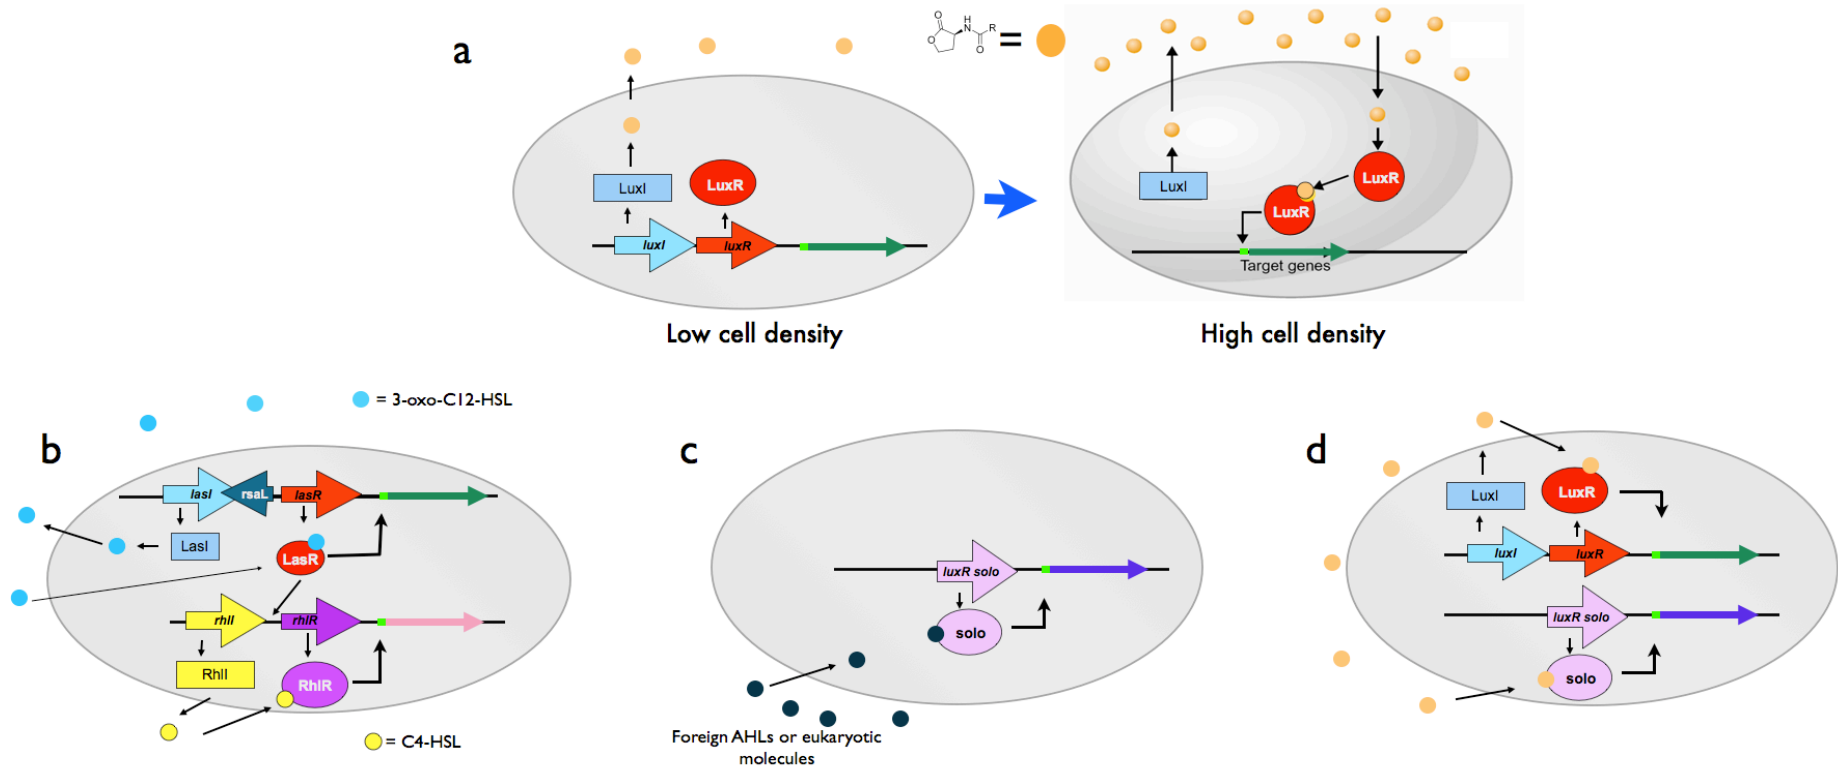 a
O
O
H
N
O
R
=
LuxI
LuxR
luxI
luxR
Low cell density
LuxI
LuxR
LuxR
Target genes
High cell density
b
= 3-oxo-C12-HSL
lasI
rsaL
lasR
LasI
LasR
rhlI
rhlR
RhlI
RhlR
= C4-HSL
c
luxR solo
solo
Foreign AHLs or eukaryotic
molecules
d
LuxI
LuxR
luxI
luxR
luxR solo
solo